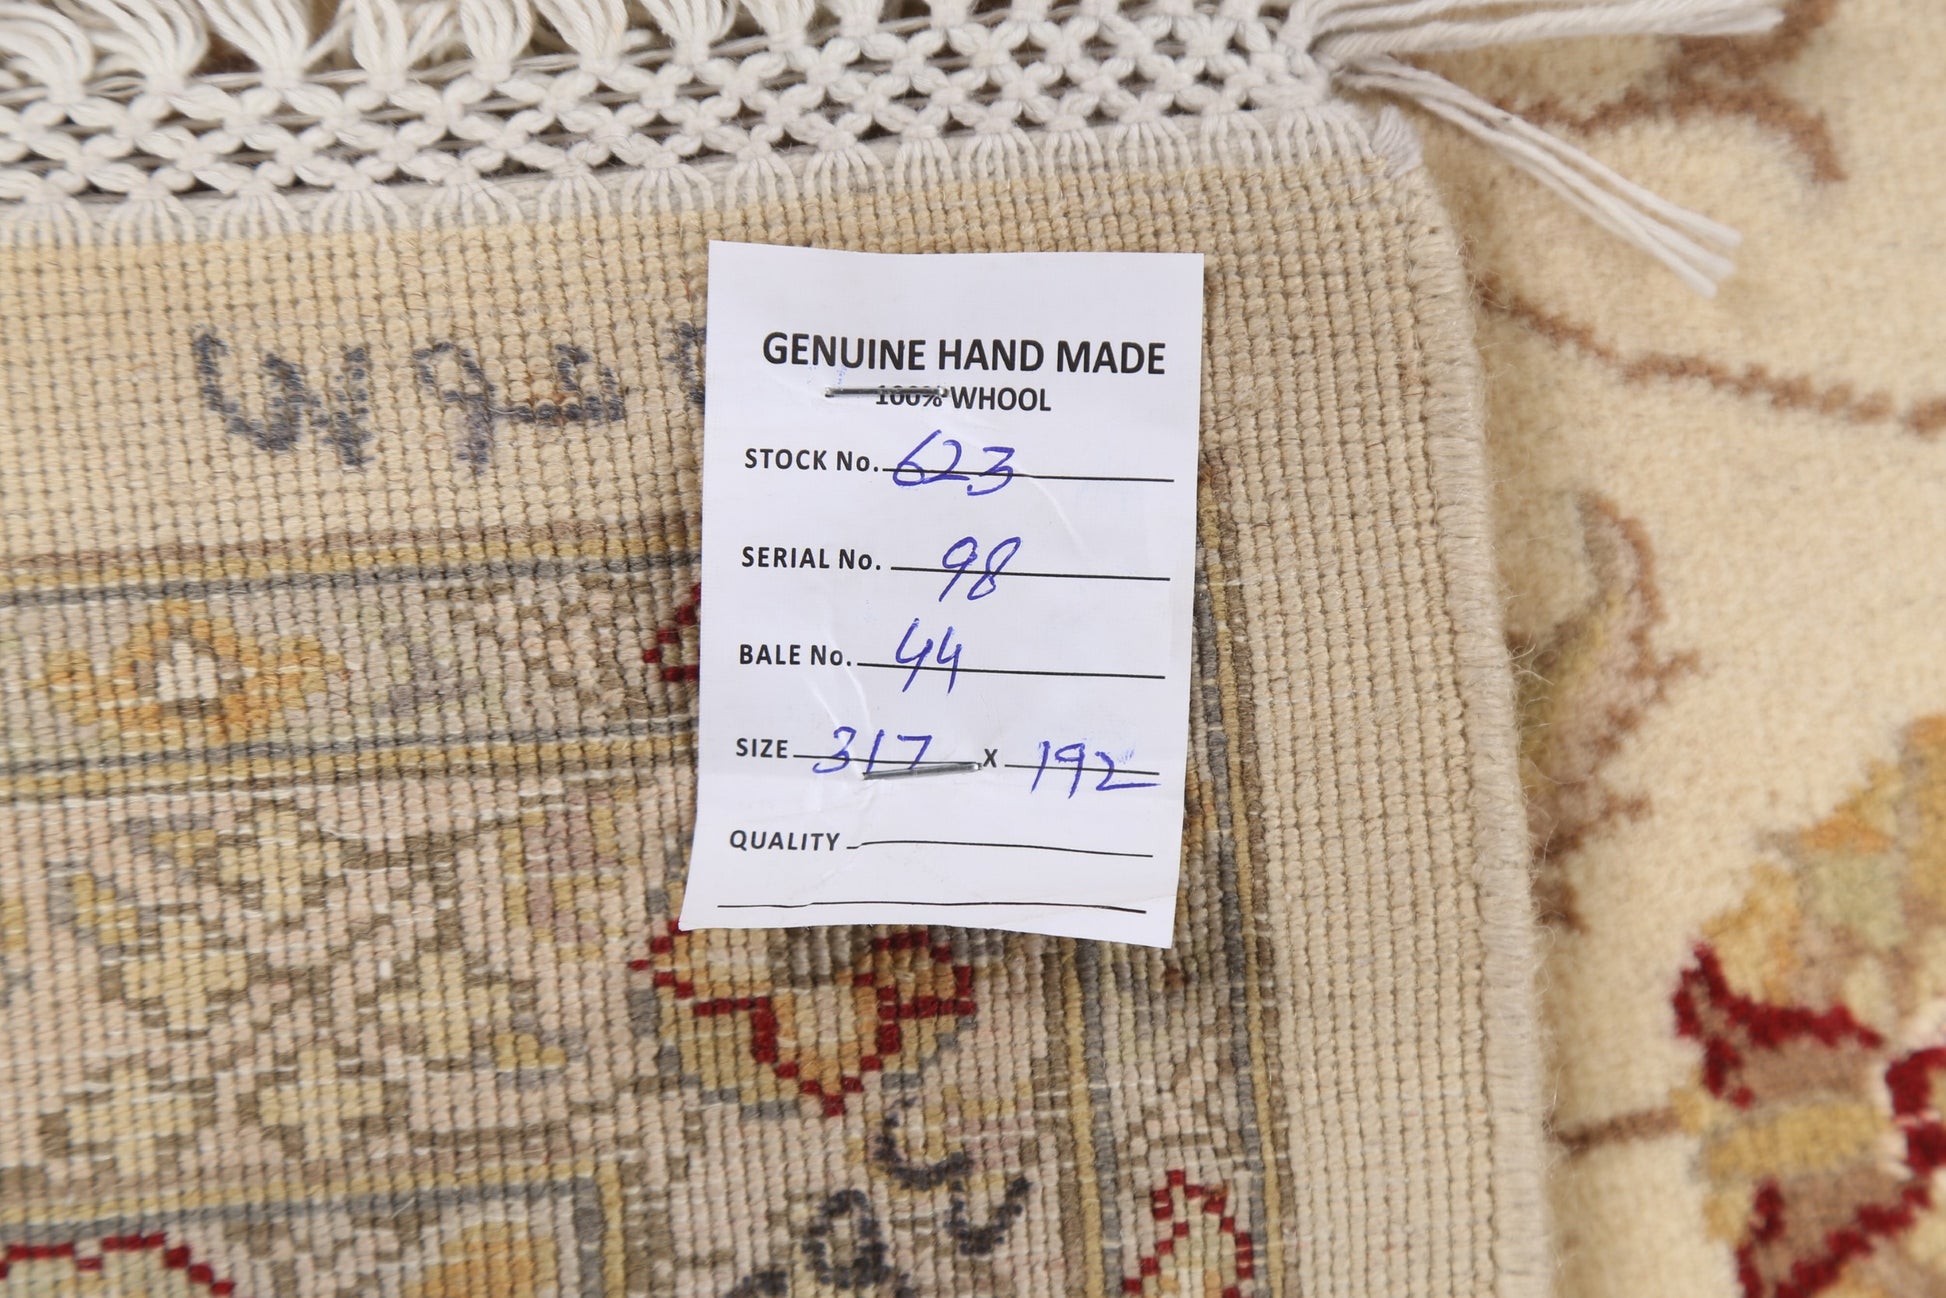 GENUINE HAND MADE
100% WHOOL
STOCK No. 623
SERIAL No. 98
BALE No. 44
SIZE 317 x 192
QUALITY